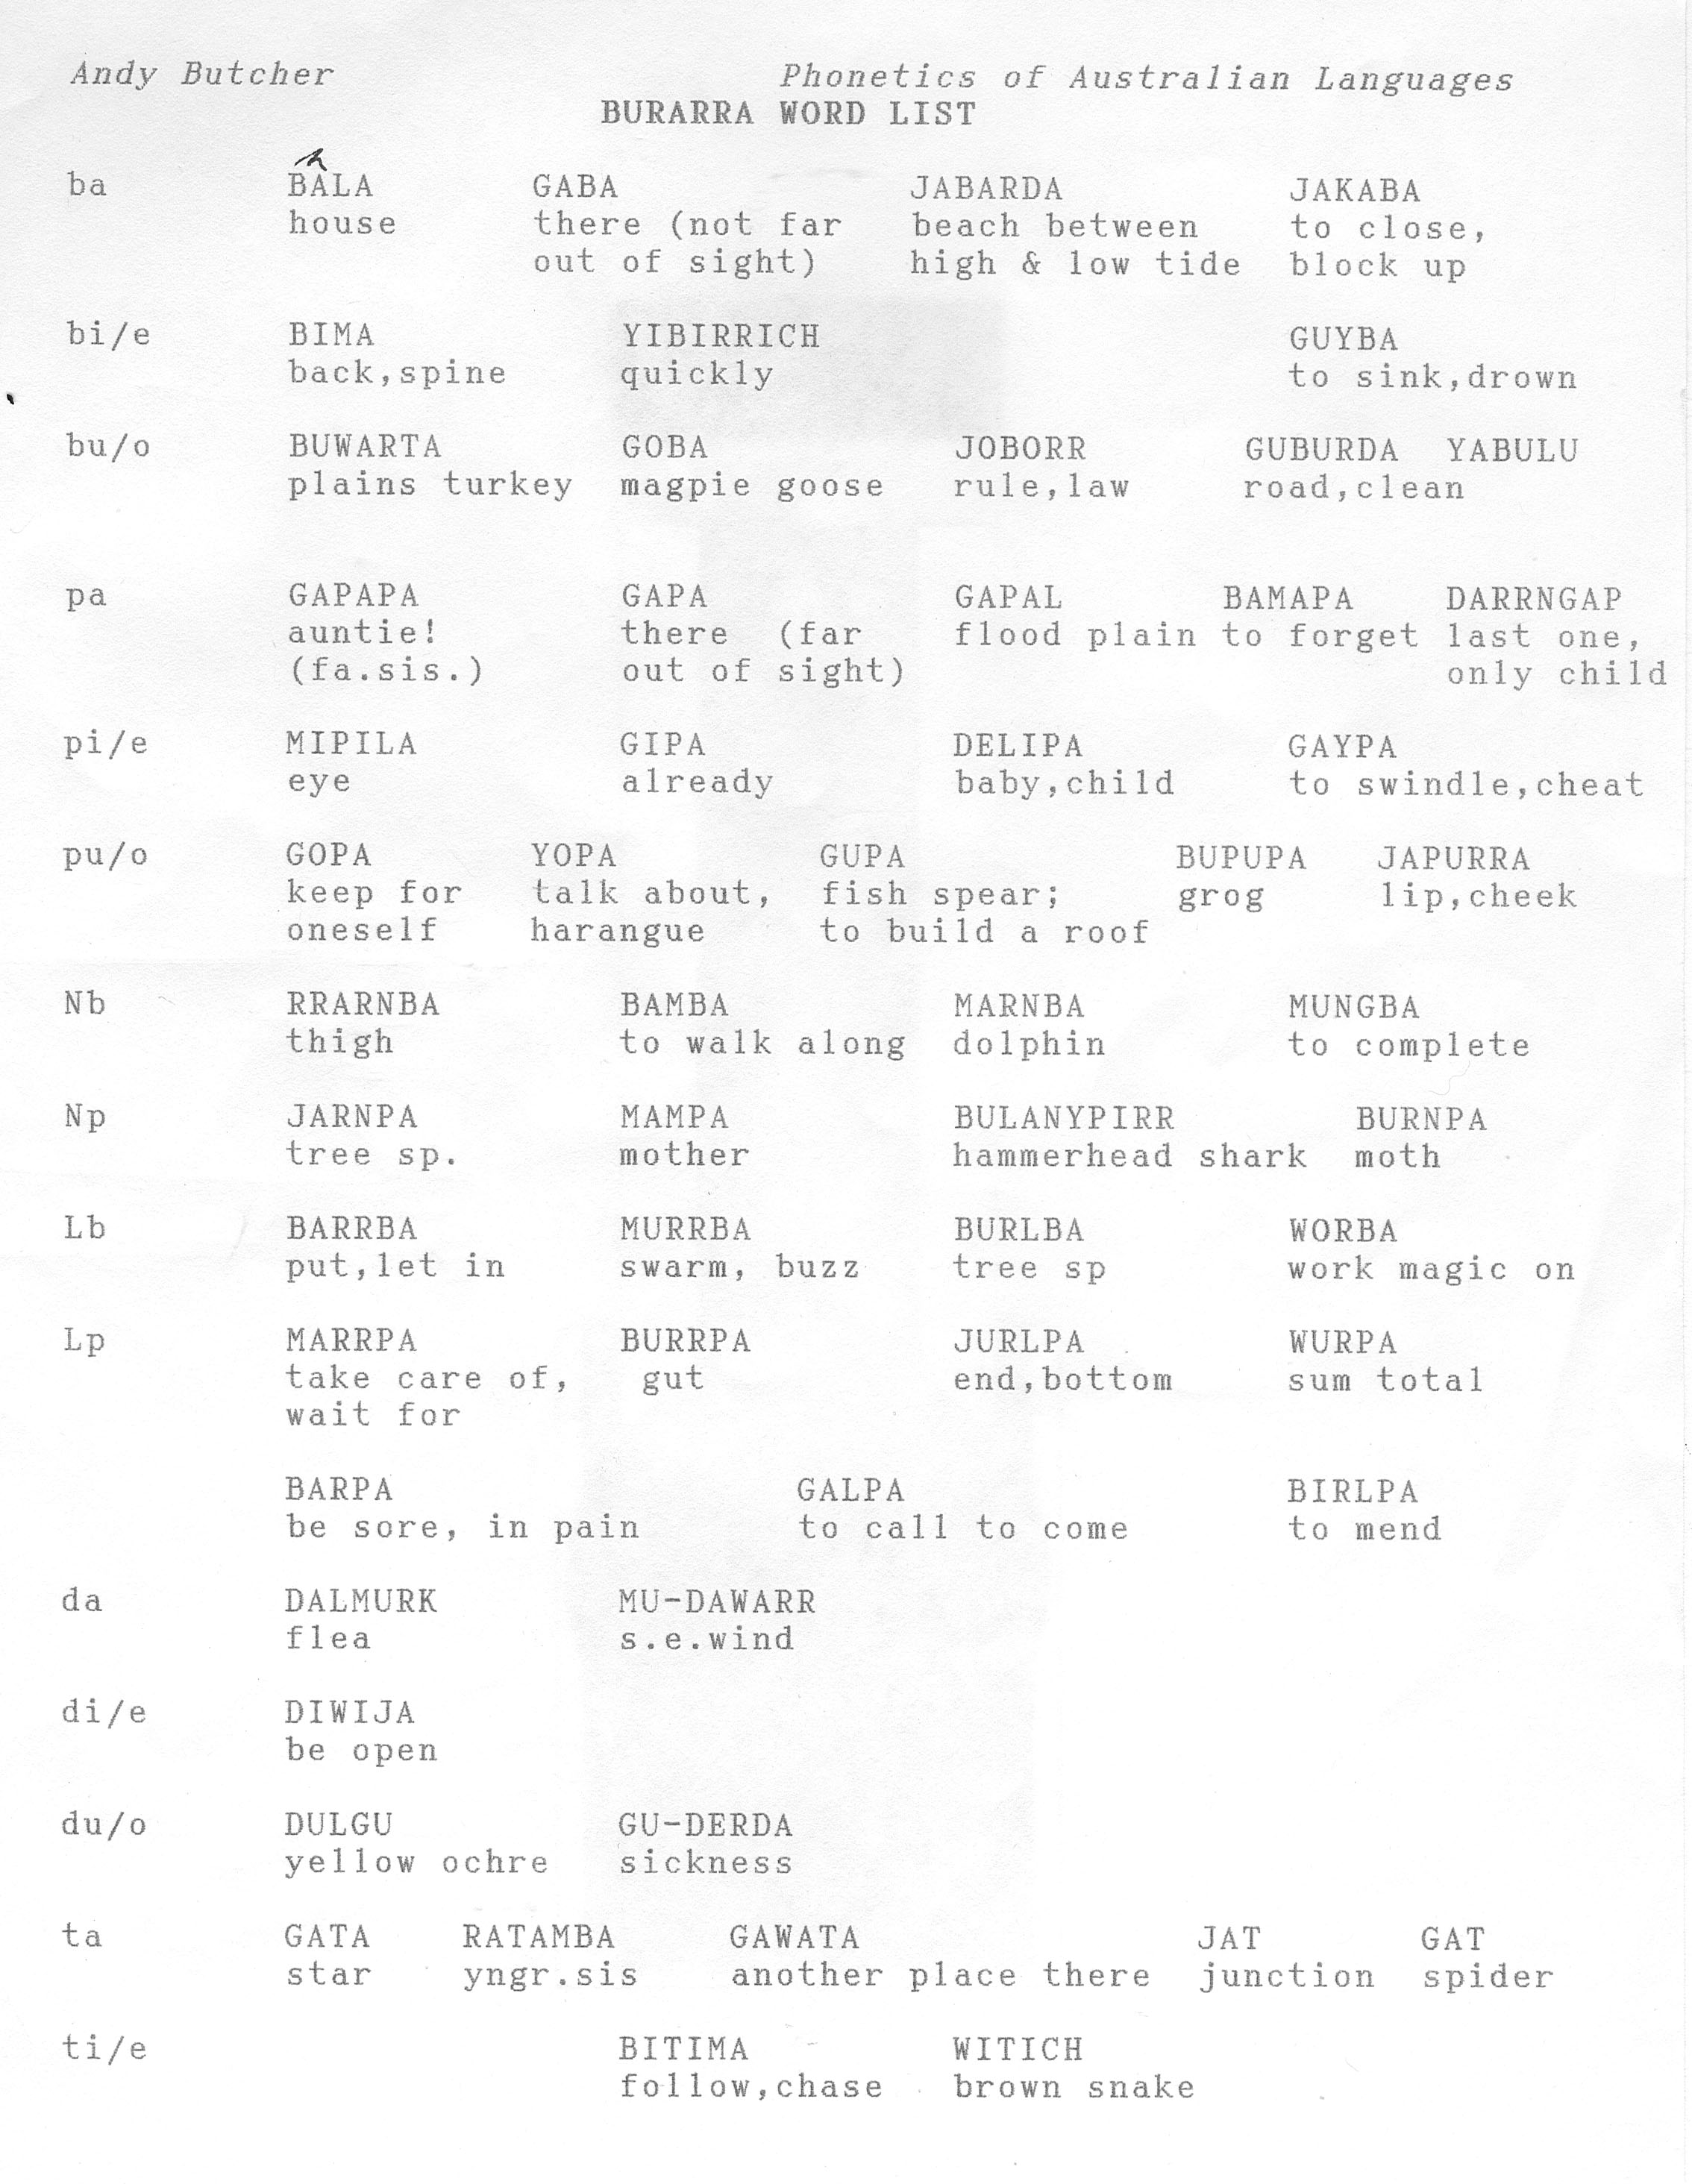 Andy Butcher Phonetics of Australian Languages
BURARRA WORD LIST
ba BALA GABA JABARDA JAKABA
house there (not far beach between to close,
out of sight) high & low tide block up
bi/e BIMA YIBIRRICH GUYBA
back,spine quickly to sink,drown
bu/o BUWARTA GOBA JOBORR GUBURDA YABULU
plains turkey magpie goose rule,law road,clean
pa GAPAPA GAPA GAPAL BAMAPA DARRNGAP
auntie! there (far flood plain to forget last one,
(fa.sis.) out of sight) only child
pi/e MIPILA GIPA DELIPA GAYPA
eye already baby,child to swindle,cheat
pu/o GOPA YOPA GUPA BUPUPA JAPURRA
keep for talk about, fish spear; grog lip,cheek
oneself harangue to build a roof
Nb RRARNBA BAMBA MARNBA MUNGBA
thigh to walk along dolphin to complete
Np JARNPA MAMPA BULANYPIRR BURNPA
tree sp. mother hammerhead shark moth
Lb BARRBA MURRBA BURLBA WORBA
put,let in swarm, buzz tree sp work magic on
Lp MARRPA BURRPA JURLPA WURPA
take care of, gut end,bottom sum total
wait for
BARPA GALPA BIRLPA
be sore, in pain to call to come to mend
da DALMURK MU-DAWARR
flea s.e.wind
di/e DIWIJA
be open
du/o DULGU GU-DERDA
yellow ochre sickness
ta GATA RATAMBA GAWATA JAT GAT
star yngr.sis another place there junction spider
ti/e BITIMA WITICH
follow,chase brown snake